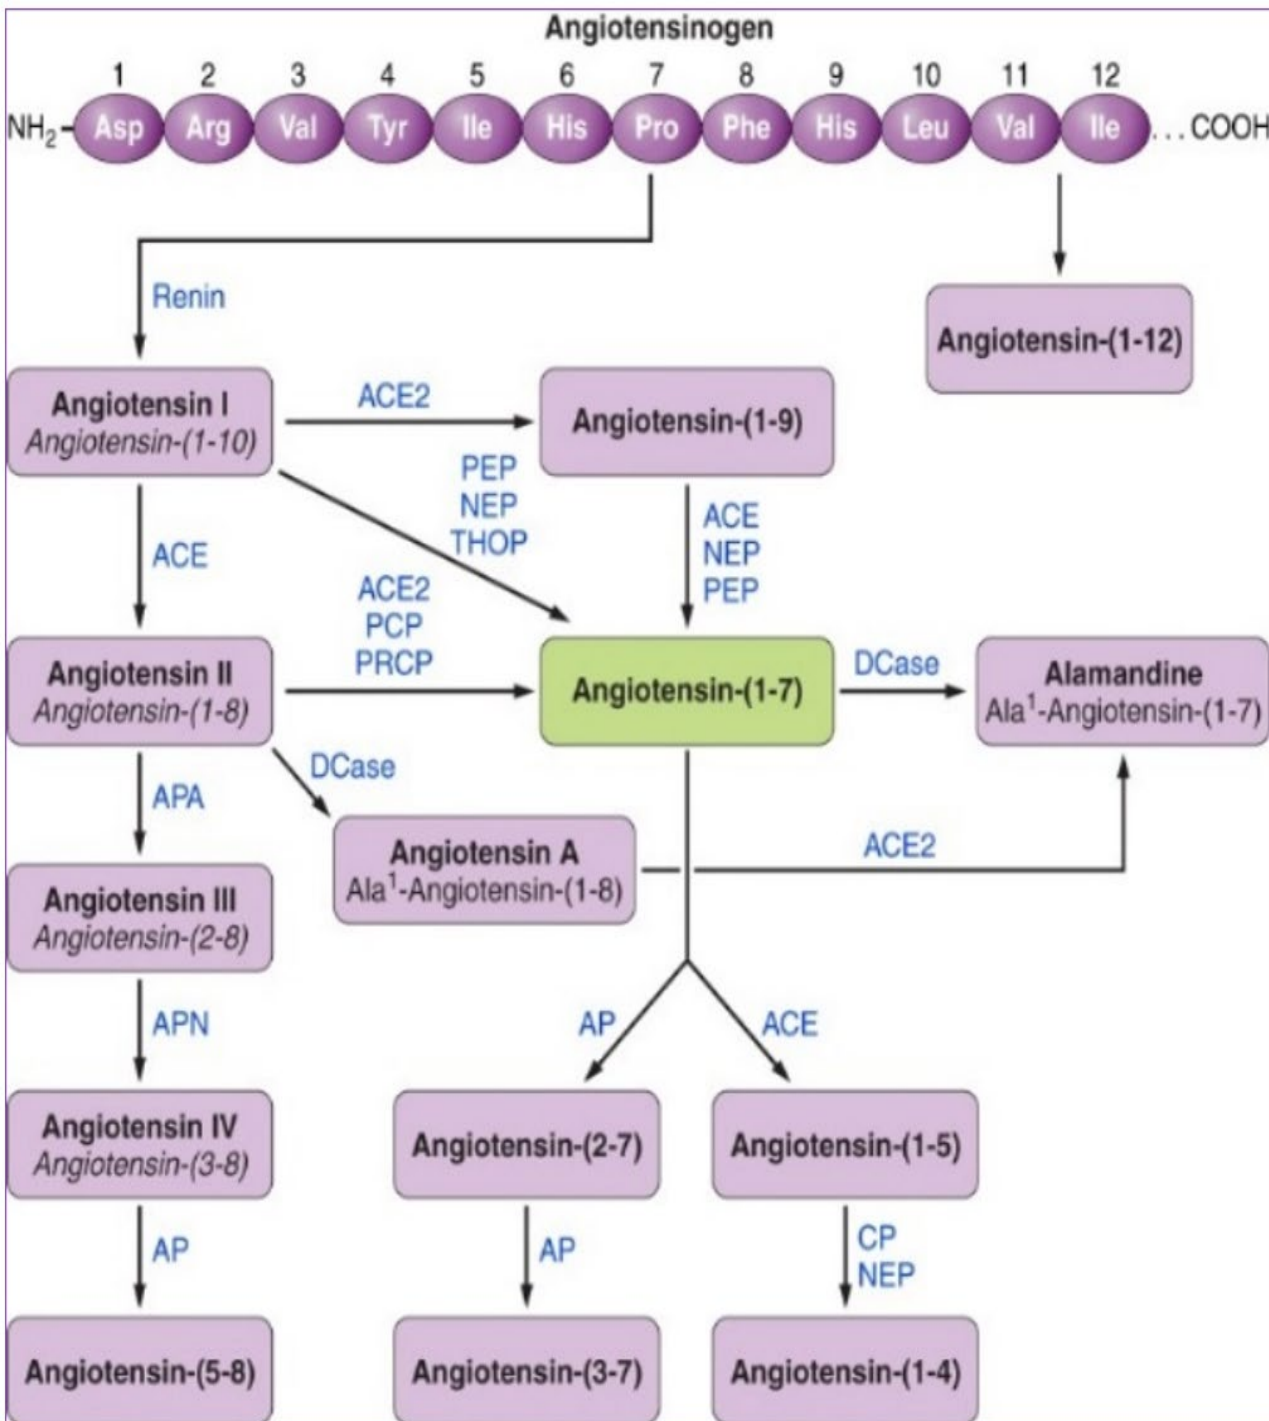 Angiotensinogen
1 2 3 4 5 6 7 8 9 10 11 12
NH₂ Asp Arg Val Tyr Ile His Pro Phe His Leu Val Ile ...COOH
Renin
Angiotensin-(1-12)
Angiotensin I
Angiotensin-(1-10)
ACE2
Angiotensin-(1-9)
PEP
NEP
THOP
ACE
NEP
PEP
ACE
ACE2
PCP
PRCP
Angiotensin II
Angiotensin-(1-8)
Angiotensin-(1-7)
DCase
Alamandine
Ala¹-Angiotensin-(1-7)
DCase
APA
Angiotensin A
Ala¹-Angiotensin-(1-8)
ACE2
Angiotensin III
Angiotensin-(2-8)
APN
AP
ACE
Angiotensin IV
Angiotensin-(3-8)
Angiotensin-(2-7)
Angiotensin-(1-5)
AP
AP
CP
NEP
Angiotensin-(5-8)
Angiotensin-(3-7)
Angiotensin-(1-4)